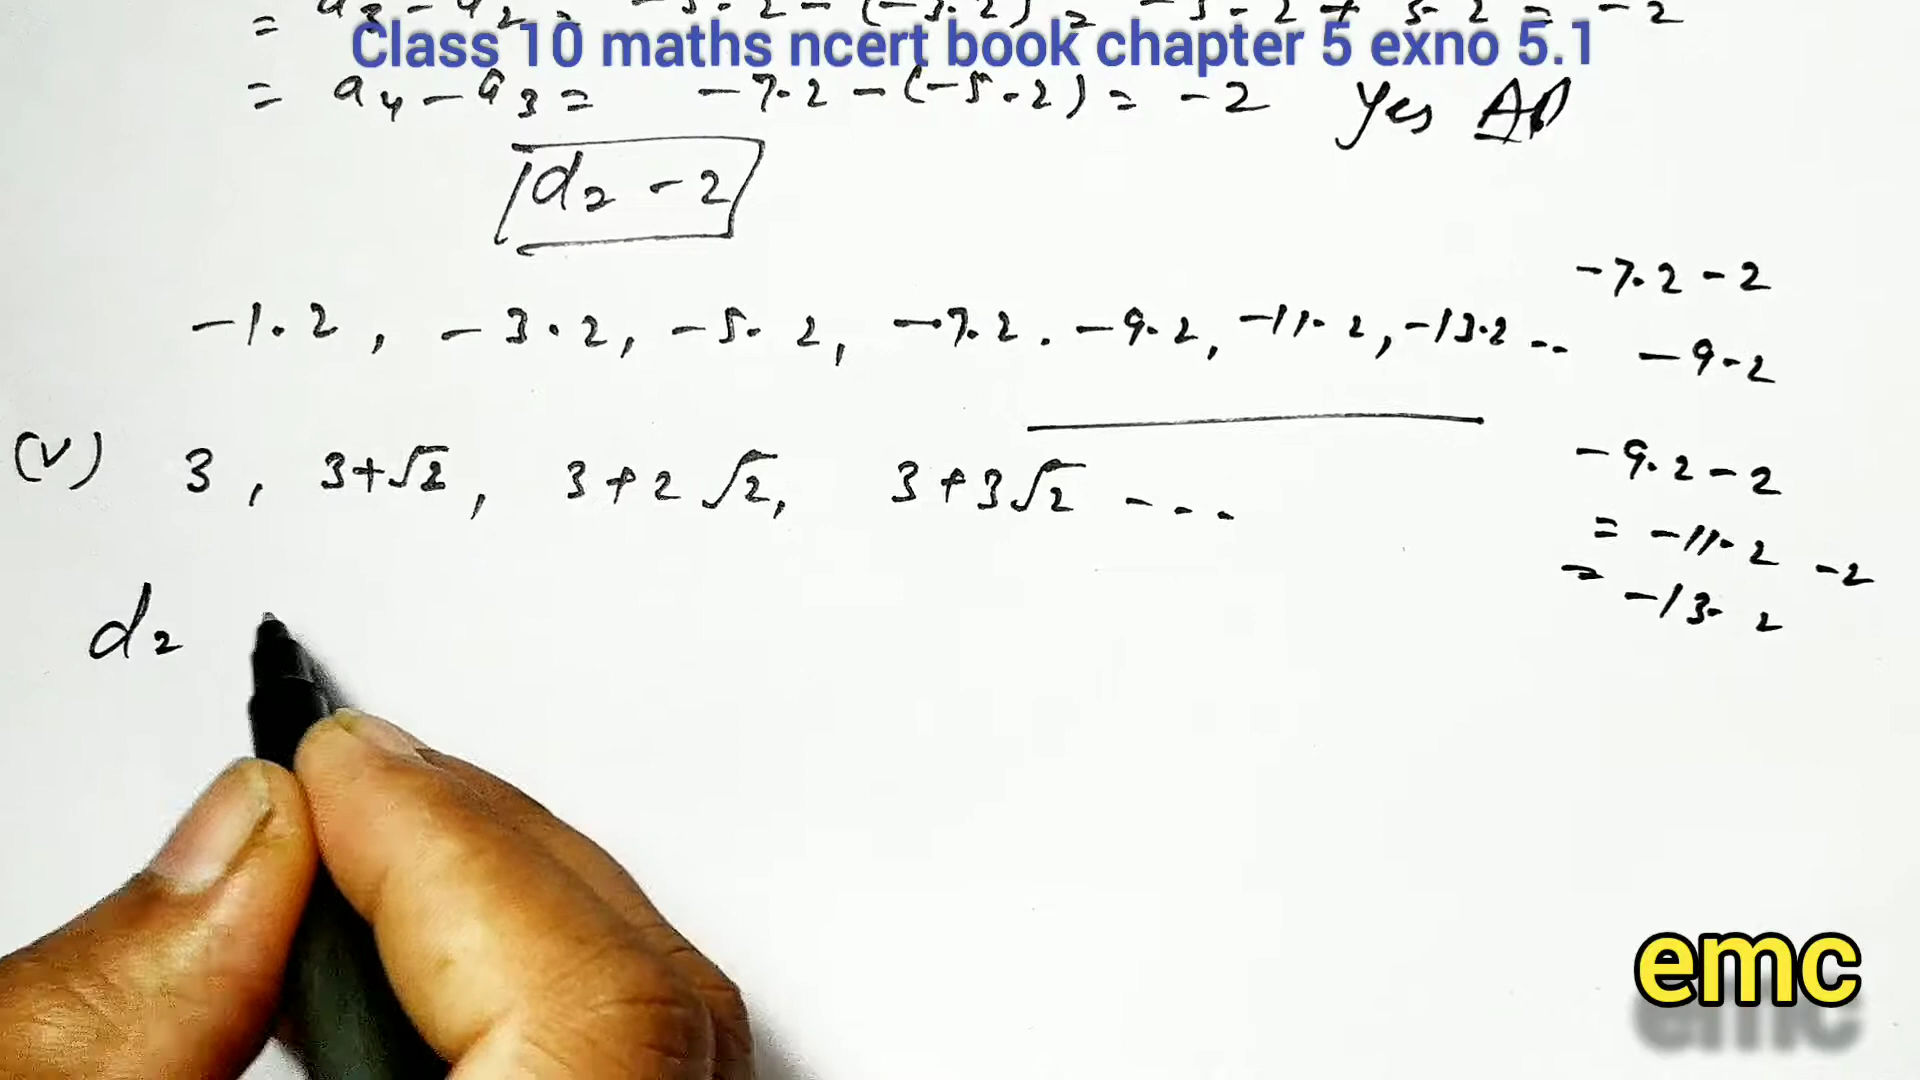 Class 10 maths ncert book chapter 5 exno 5.1
= a4 - a3 = -7.2 - (-5.2) = -2 Yes AP
d = -2
-7.2 - 2
-1.2, -3.2, -5.2, -7.2. -9.2, -11.2, -13.2 ..
-9.2
(V) 3, 3+√2, 3+2√2, 3+3√2 ...
-9.2 - 2
= -11.2 -2
= -13.2
d =
emc